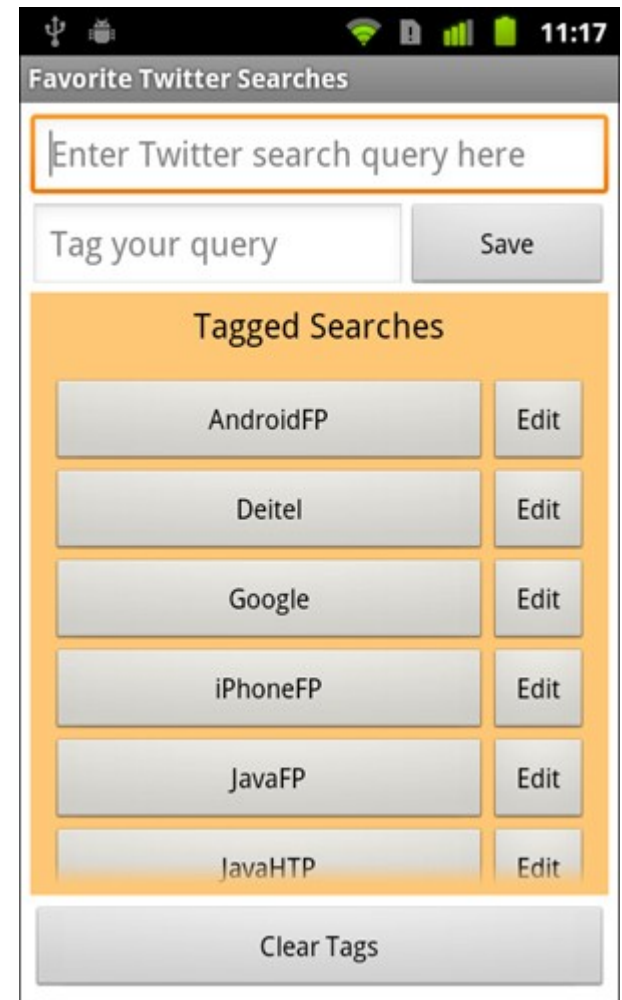 11:17
Favorite Twitter Searches
Enter Twitter search query here
Tag your query Save
Tagged Searches
AndroidFP Edit
Deitel Edit
Google Edit
iPhoneFP Edit
JavaFP Edit
JavaHTP Edit
Clear Tags